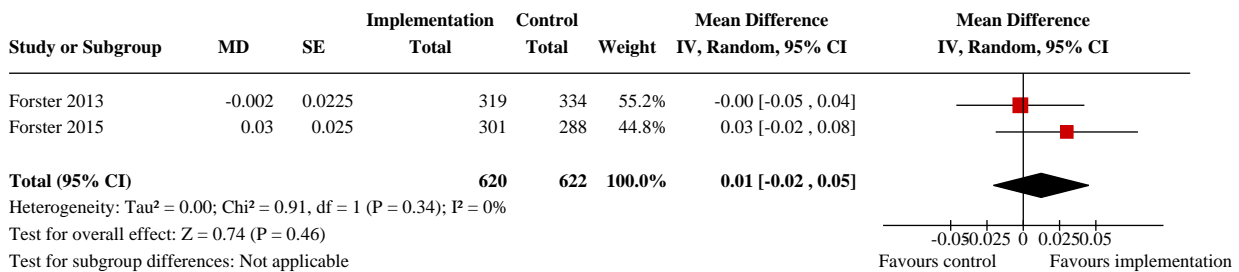 Implementation Control Mean Difference Mean Difference
Study or Subgroup MD SE Total Total Weight IV, Random, 95% CI IV, Random, 95% CI
Forster 2013 -0.002 0.0225 319 334 55.2% -0.00 [-0.05 , 0.04]
Forster 2015 0.03 0.025 301 288 44.8% 0.03 [-0.02 , 0.08]
Total (95% CI) 620 622 100.0% 0.01 [-0.02 , 0.05]
Heterogeneity: Tau² = 0.00; Chi² = 0.91, df = 1 (P = 0.34); I² = 0%
Test for overall effect: Z = 0.74 (P = 0.46)
-0.05 -0.025 0 0.025 0.05
Test for subgroup differences: Not applicable Favours control Favours implementation